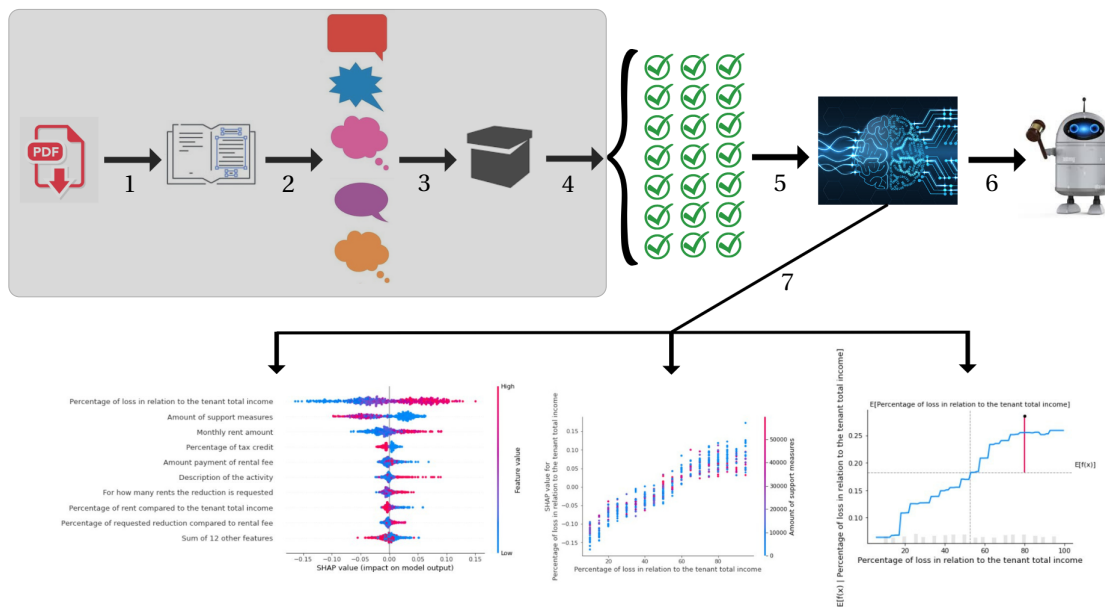 PDF
1
2
3
4
5
6
7
Percentage of loss in relation to the tenant total income
Amount of support measures
Monthly rent amount
Percentage of tax credit
Amount payment of rental fee
Description of the activity
For how many rents the reduction is requested
Percentage of rent compared to the tenant total income
Percentage of requested reduction compared to rental fee
Sum of 12 other features
−0.15 −0.10 −0.05 0.00 0.05 0.10 0.15
SHAP value (impact on model output)
High
Feature value
Low
SHAP value for
Percentage of loss in relation to the tenant total income
0.15
0.10
0.05
0.00
−0.05
−0.10
−0.15
20 40 60 80
Percentage of loss in relation to the tenant total income
50000
40000
30000
20000
10000
0
Amount of support measures
E[f(x) | Percentage of loss in relation to the tenant total income]
E[Percentage of loss in relation to the tenant total income]
0.25
0.20
0.15
0.10
E[f(x)]
20 40 60 80 100
Percentage of loss in relation to the tenant total income